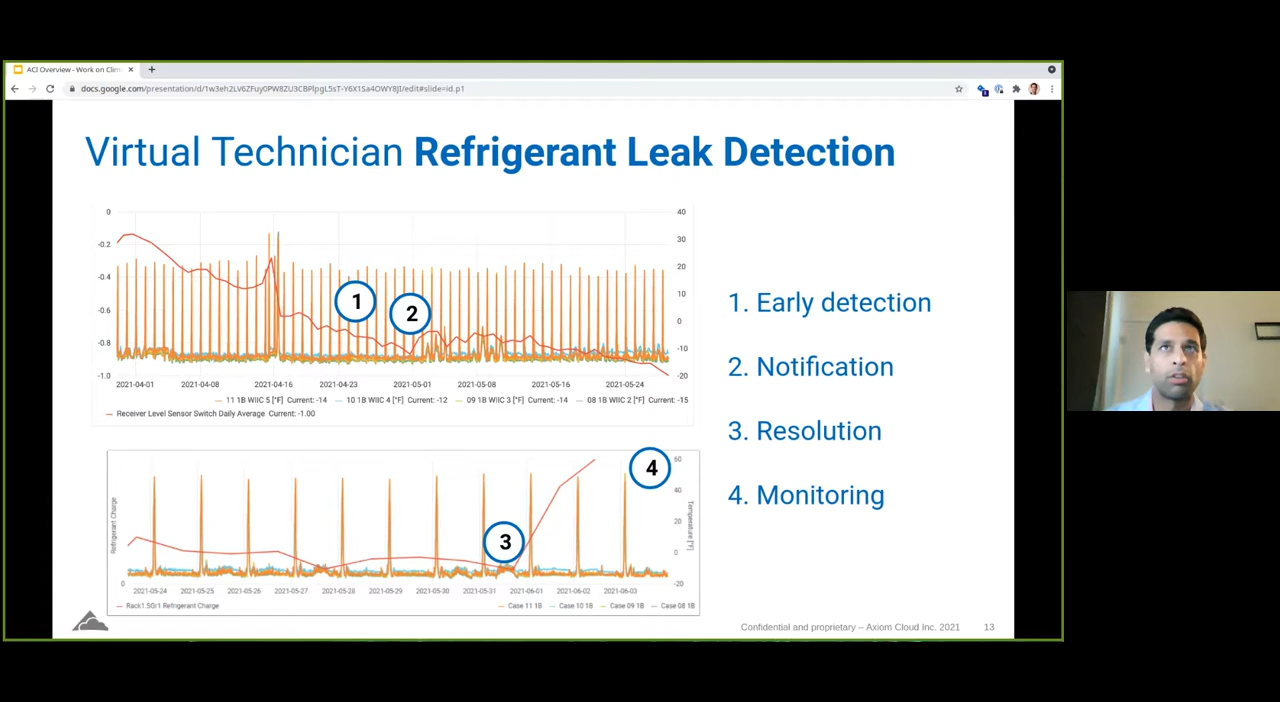 ACI Overview - Work on Clim
docs.google.com/presentation/d/1w3eh2LV6ZFuy0PW8ZU3CBPlpgL5sT-Y6X1Sa4OWY8JI/edit#slide=id.p1
Virtual Technician Refrigerant Leak Detection
0 40
-0.2 30
20
-0.4
10
-0.6 0
-0.8 -10
-1.0 -20
2021-04-01 2021-04-08 2021-04-16 2021-04-23 2021-05-01 2021-05-08 2021-05-16 2021-05-24
1
2
11 1B WIIC 5 [°F] Current: -14 10 1B WIIC 4 [°F] Current: -12 09 1B WIIC 3 [°F] Current: -14 08 1B WIIC 2 [°F] Current: -15
Receiver Level Sensor Switch Daily Average Current: -1.00
1. Early detection
2. Notification
3. Resolution
4. Monitoring
4
3
Refrigerant Charge
Temperature [°F]
60
40
20
0
0 -20
2021-05-24 2021-05-25 2021-05-26 2021-05-27 2021-05-28 2021-05-29 2021-05-30 2021-05-31 2021-06-01 2021-06-02 2021-06-03
Rack1.SGr1 Refrigerant Charge Case 11 1B Case 10 1B Case 09 1B Case 08 1B
Confidential and proprietary – Axiom Cloud Inc. 2021 13